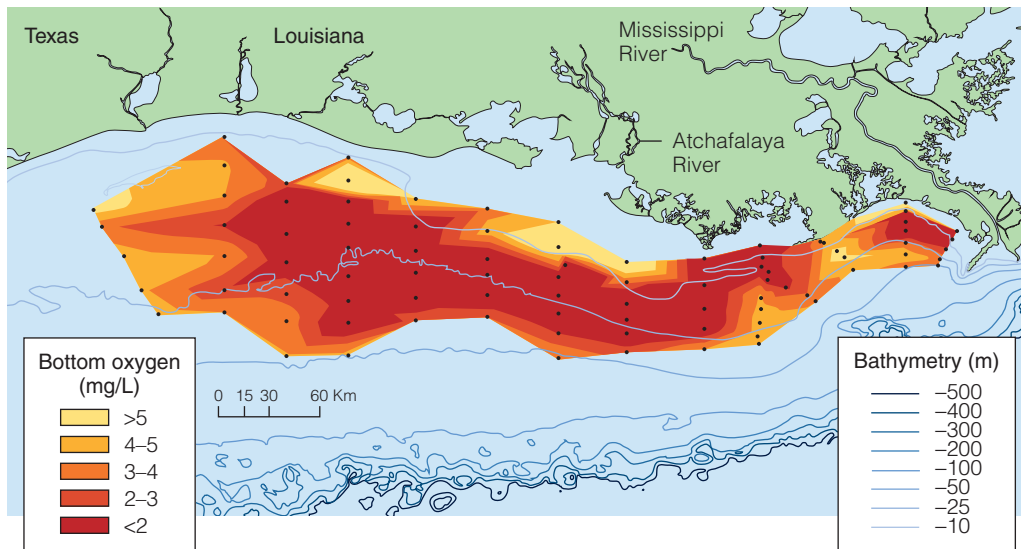 Texas
Louisiana
Mississippi
River
Atchafalaya
River
Bottom oxygen
(mg/L)
>5
4–5
3–4
2–3
<2
0 15 30 60 Km
Bathymetry (m)
–500
–400
–300
–200
–100
–50
–25
–10